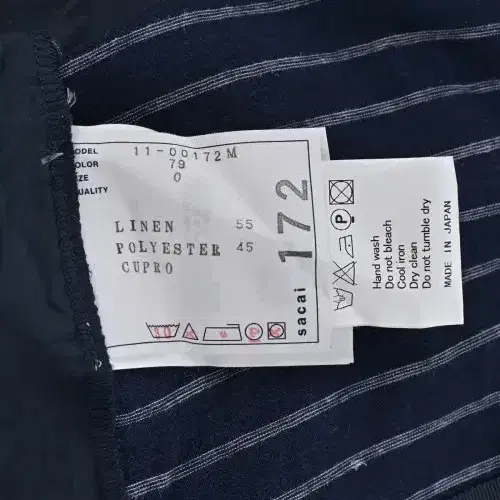 MODEL 11-00172M
COLOR 79
SIZE 0
QUALITY
LINEN 55
POLYESTER 45
CUPRO
sacai 172
30
P
P
Hand wash
Do not bleach
Cool iron
Dry clean
Do not tumble dry
MADE IN JAPAN